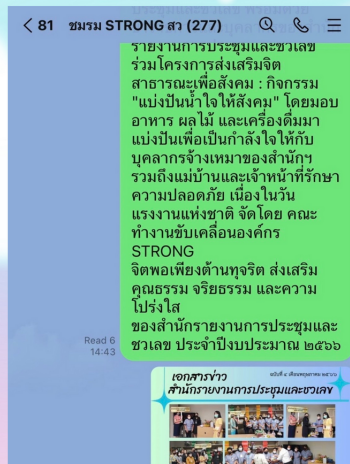 81 ชมรม STRONG สว (277)
รายงานการประชุมและชวเลข
ร่วมโครงการส่งเสริมจิต
สาธารณะเพื่อสังคม : กิจกรรม
"แบ่งปันน้ำใจให้สังคม" โดยมอบ
อาหาร ผลไม้ และเครื่องดื่มมา
แบ่งปันเพื่อเป็นกำลังใจให้กับ
บุคลากรจ้างเหมาของสำนักฯ
รวมถึงแม่บ้านและเจ้าหน้าที่รักษา
ความปลอดภัย เนื่องในวัน
แรงงานแห่งชาติ จัดโดย คณะ
ทำงานขับเคลื่อนองค์กร
STRONG
จิตพอเพียงต้านทุจริต ส่งเสริม
คุณธรรม จริยธรรม และความ
โปร่งใส
ของสำนักรายงานการประชุมและ
ชวเลข ประจำปีงบประมาณ ๒๕๖๖
Read 6
14:43
เอกสารข่าว
สำนักรายงานการประชุมและชวเลข